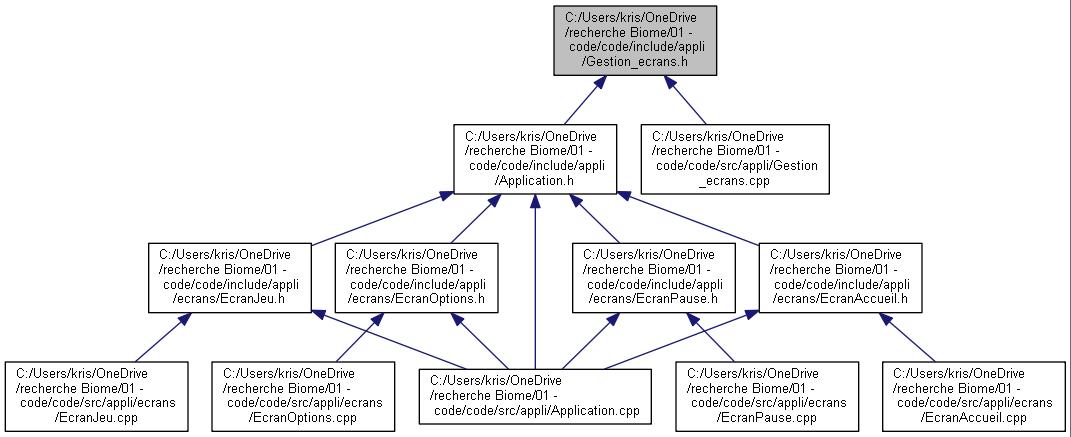 C:/Users/kris/OneDrive
/recherche Biome/01 -
code/code/include/appli
/Gestion_ecrans.h
C:/Users/kris/OneDrive
/recherche Biome/01 -
code/code/include/appli
/Application.h
C:/Users/kris/OneDrive
/recherche Biome/01 -
code/code/src/appli/Gestion
_ecrans.cpp
C:/Users/kris/OneDrive
/recherche Biome/01 -
code/code/include/appli
/ecrans/EcranJeu.h
C:/Users/kris/OneDrive
/recherche Biome/01 -
code/code/include/appli
/ecrans/EcranOptions.h
C:/Users/kris/OneDrive
/recherche Biome/01 -
code/code/include/appli
/ecrans/EcranPause.h
C:/Users/kris/OneDrive
/recherche Biome/01 -
code/code/include/appli
/ecrans/EcranAccueil.h
C:/Users/kris/OneDrive
/recherche Biome/01 -
code/code/src/appli/ecrans
/EcranJeu.cpp
C:/Users/kris/OneDrive
/recherche Biome/01 -
code/code/src/appli/ecrans
/EcranOptions.cpp
C:/Users/kris/OneDrive
/recherche Biome/01 -
code/code/src/appli/Application.cpp
C:/Users/kris/OneDrive
/recherche Biome/01 -
code/code/src/appli/ecrans
/EcranPause.cpp
C:/Users/kris/OneDrive
/recherche Biome/01 -
code/code/src/appli/ecrans
/EcranAccueil.cpp